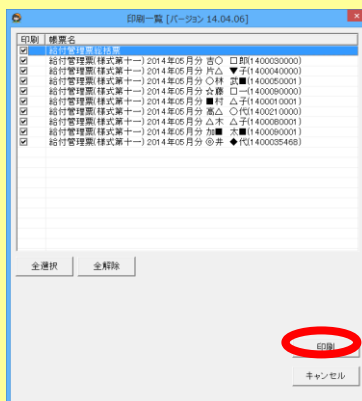 印刷一覧 [バージョン 14.04.06]
印刷 帳票名
給付管理票総括票
給付管理票(様式第十一) 2014年05月分 吉○ □郎(1400030000)
給付管理票(様式第十一) 2014年05月分 片△ ▼子(1400040000)
給付管理票(様式第十一) 2014年05月分 ○林 武■(1400050001)
給付管理票(様式第十一) 2014年05月分 ☆藤 ロ一(1400090000)
給付管理票(様式第十一) 2014年05月分 ■村 △子(1400010001)
給付管理票(様式第十一) 2014年05月分 髙△ ○代(1400210000)
給付管理票(様式第十一) 2014年05月分 △木 △子(1400080001)
給付管理票(様式第十一) 2014年05月分 加■ 太■(1400090001)
給付管理票(様式第十一) 2014年05月分 ◎井 ◆代(1400035468)
全選択 全解除
印刷
キャンセル